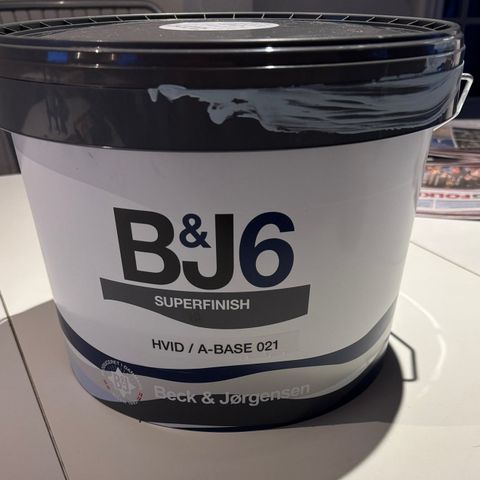 B&J6
SUPERFINISH
HVID / A-BASE 021
Beck & Jørgensen